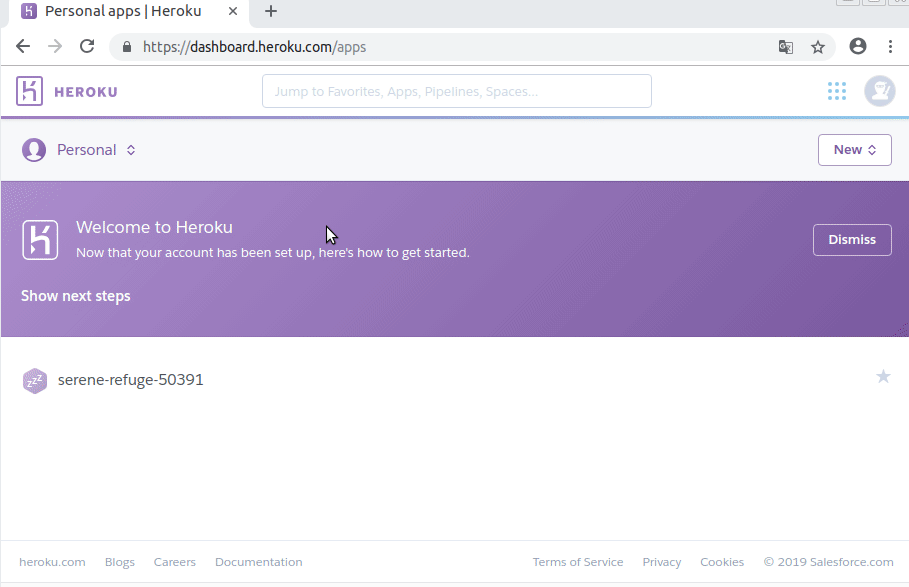 Personal apps | Heroku
https://dashboard.heroku.com/apps
HEROKU
Jump to Favorites, Apps, Pipelines, Spaces...
Personal
New
Welcome to Heroku
Now that your account has been set up, here's how to get started.
Dismiss
Show next steps
zzz serene-refuge-50391
heroku.com Blogs Careers Documentation Terms of Service Privacy Cookies © 2019 Salesforce.com